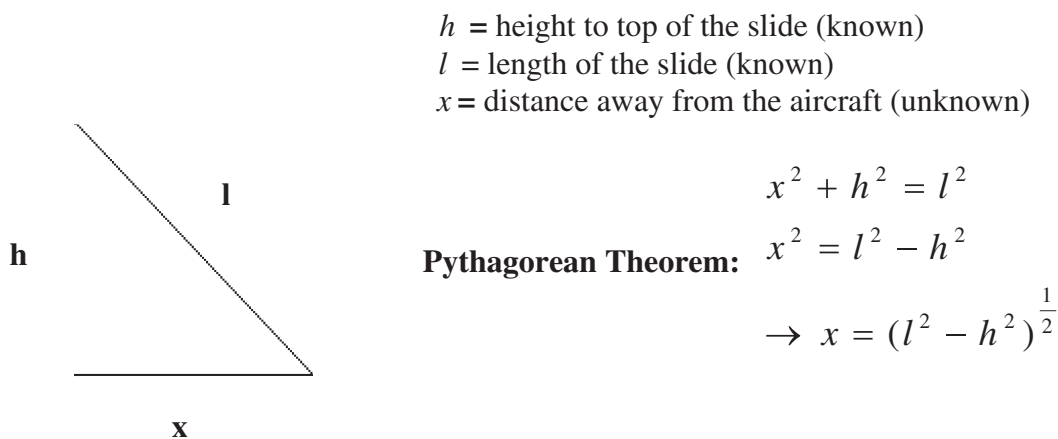 h = height to top of the slide (known)
l = length of the slide (known)
x = distance away from the aircraft (unknown)
l
h
x
Pythagorean Theorem:
x² + h² = l²
x² = l² − h²
→ x = (l² − h²)^(1/2)